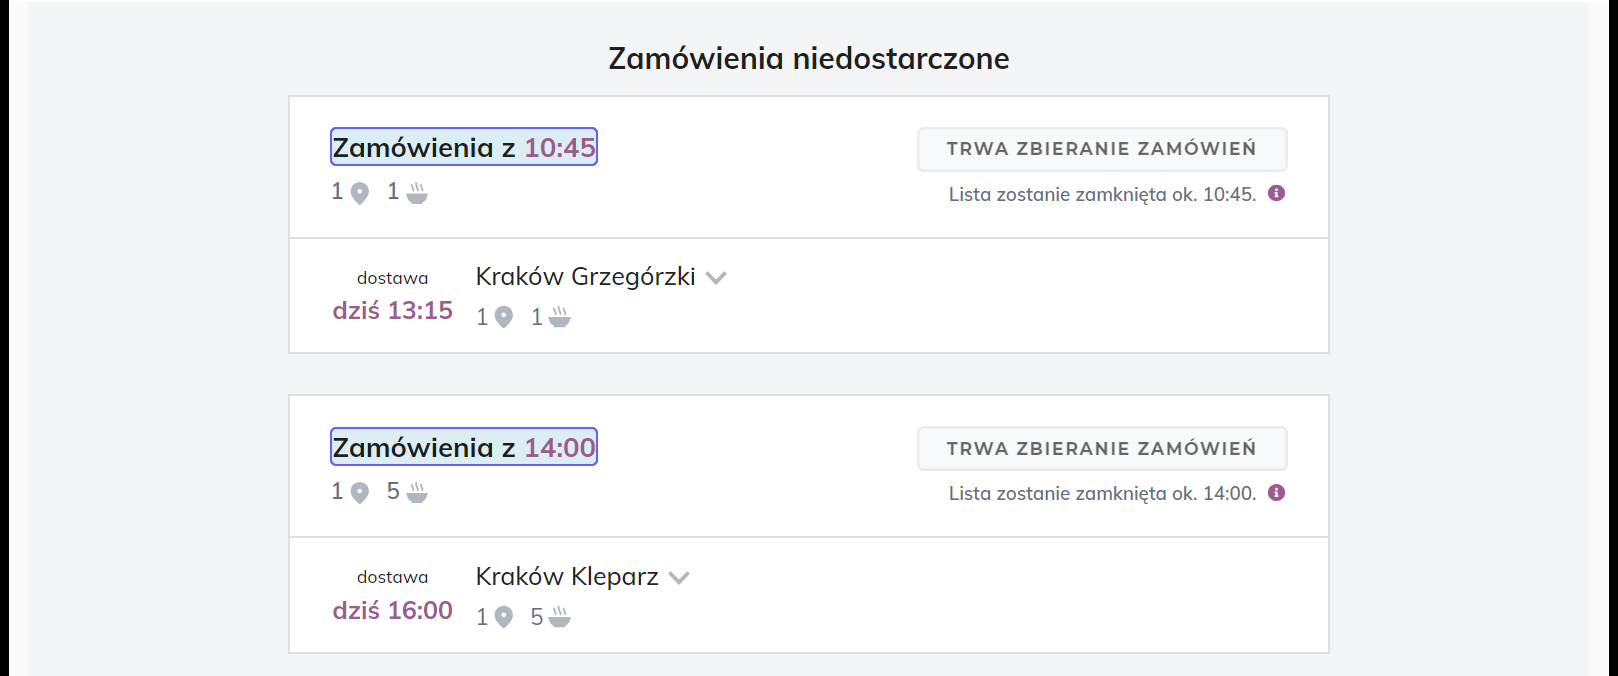 Zamówienia niedostarczone
Zamówienia z 10:45
TRWA ZBIERANIE ZAMÓWIEŃ
1 1
Lista zostanie zamknięta ok. 10:45.
dostawa
dziś 13:15
Kraków Grzegórzki
1 1
Zamówienia z 14:00
TRWA ZBIERANIE ZAMÓWIEŃ
1 5
Lista zostanie zamknięta ok. 14:00.
dostawa
dziś 16:00
Kraków Kleparz
1 5